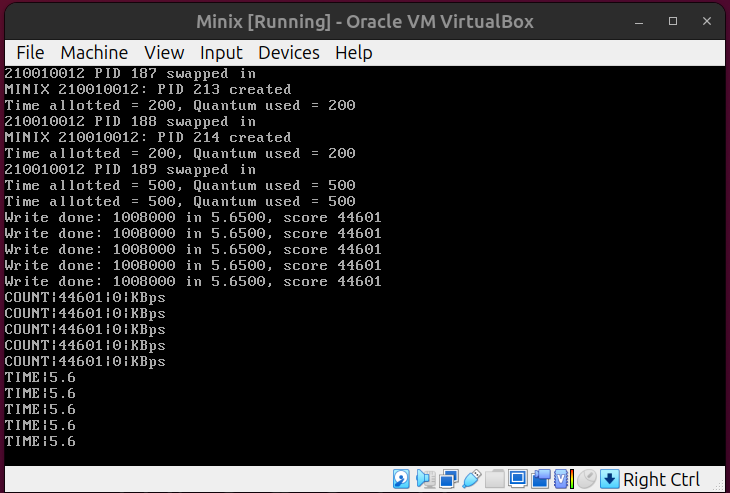 Minix [Running] - Oracle VM VirtualBox
File Machine View Input Devices Help
210010012 PID 187 swapped in
MINIX 210010012: PID 213 created
Time allotted = 200, Quantum used = 200
210010012 PID 188 swapped in
MINIX 210010012: PID 214 created
Time allotted = 200, Quantum used = 200
210010012 PID 189 swapped in
Time allotted = 500, Quantum used = 500
Time allotted = 500, Quantum used = 500
Write done: 1008000 in 5.6500, score 44601
Write done: 1008000 in 5.6500, score 44601
Write done: 1008000 in 5.6500, score 44601
Write done: 1008000 in 5.6500, score 44601
Write done: 1008000 in 5.6500, score 44601
COUNT|44601|0|KBps
COUNT|44601|0|KBps
COUNT|44601|0|KBps
COUNT|44601|0|KBps
COUNT|44601|0|KBps
TIME|5.6
TIME|5.6
TIME|5.6
TIME|5.6
TIME|5.6
Right Ctrl